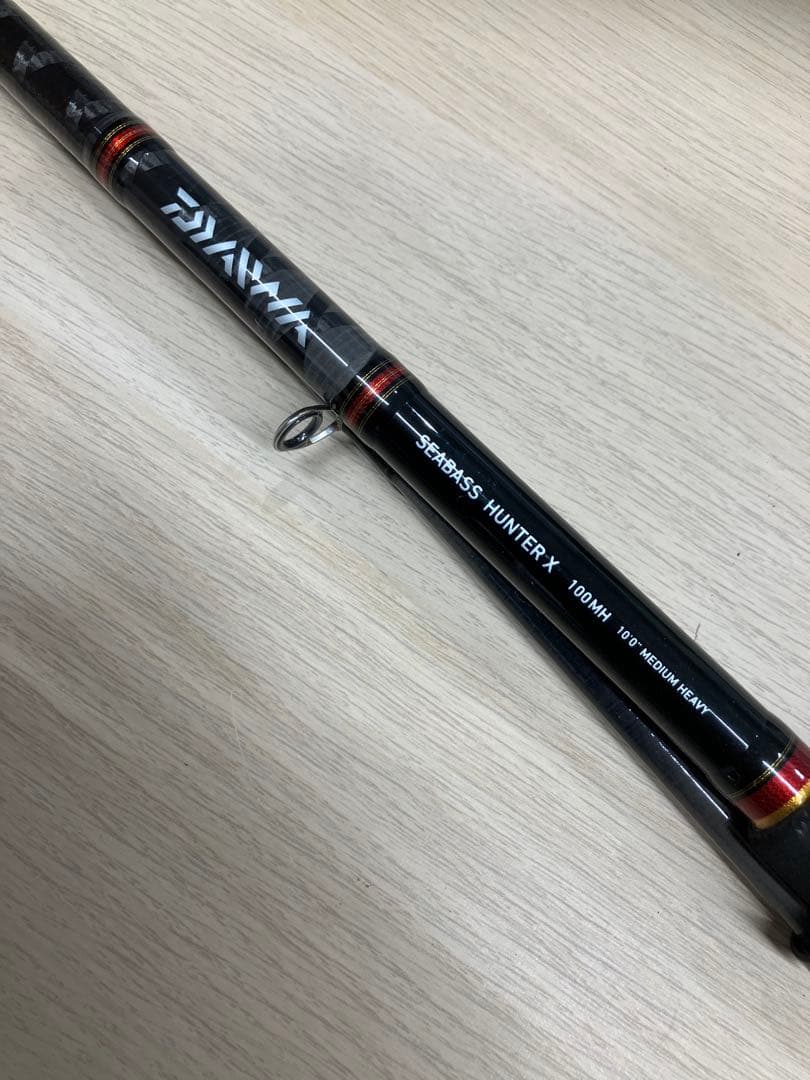 DAIWA
SEABASS HUNTER X 100MH 10'0" MEDIUM HEAVY